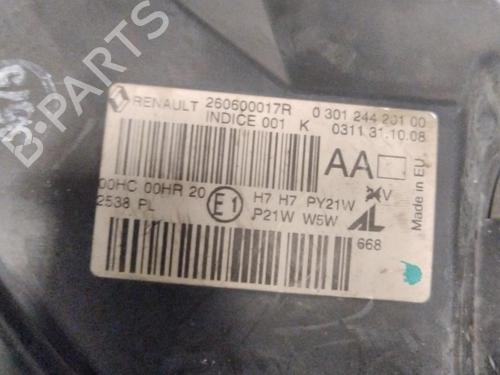 RENAULT 260600017R 0 301 244 201 00
INDICE 001 K 0311 31.10.08
AA
Made in EU
00HC 00HR 20 E1 H7 H7 PY21W V
2538 PL P21W W5W AL
668
B-PARTS